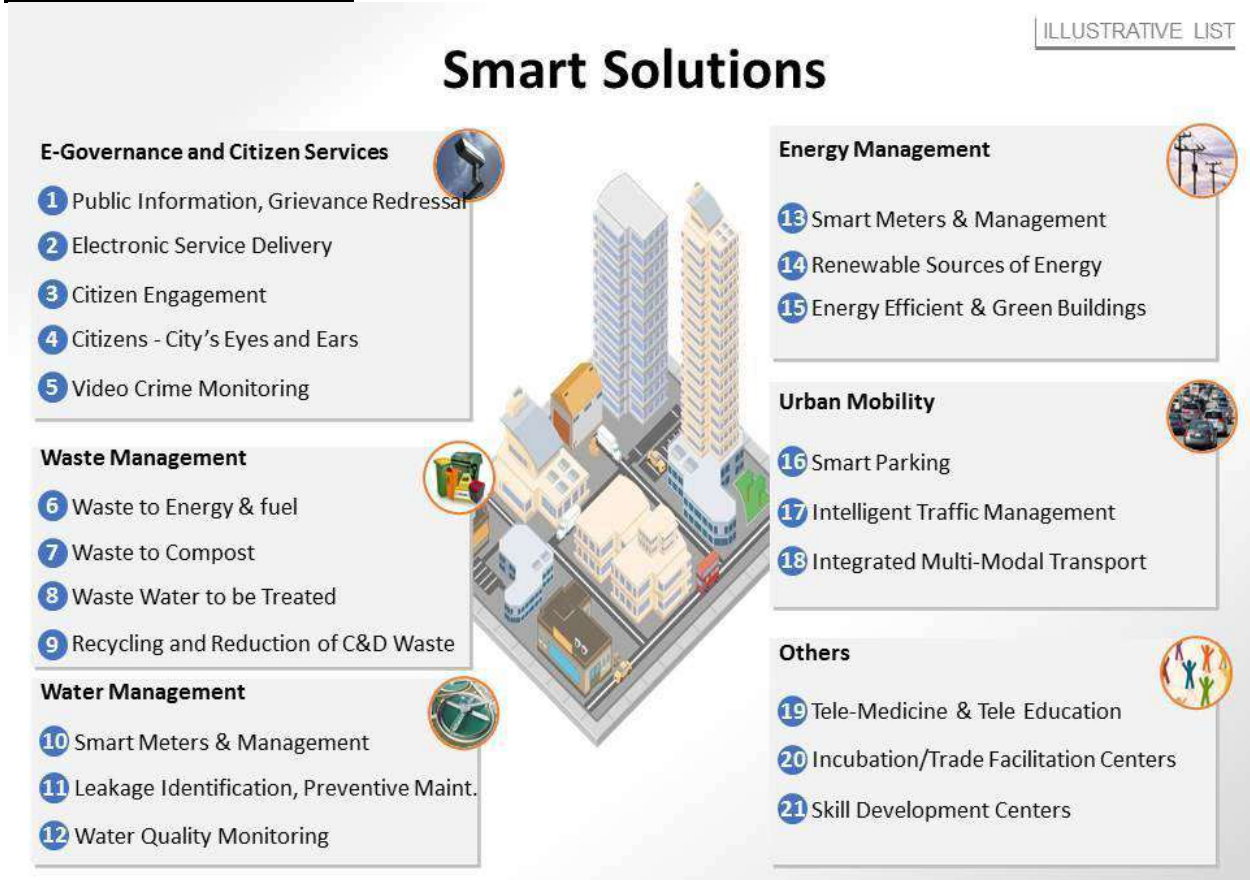 ILLUSTRATIVE LIST
Smart Solutions
E-Governance and Citizen Services
1 Public Information, Grievance Redressal
2 Electronic Service Delivery
3 Citizen Engagement
4 Citizens - City's Eyes and Ears
5 Video Crime Monitoring
Waste Management
6 Waste to Energy & fuel
7 Waste to Compost
8 Waste Water to be Treated
9 Recycling and Reduction of C&D Waste
Water Management
10 Smart Meters & Management
11 Leakage Identification, Preventive Maint.
12 Water Quality Monitoring
Energy Management
13 Smart Meters & Management
14 Renewable Sources of Energy
15 Energy Efficient & Green Buildings
Urban Mobility
16 Smart Parking
17 Intelligent Traffic Management
18 Integrated Multi-Modal Transport
Others
19 Tele-Medicine & Tele Education
20 Incubation/Trade Facilitation Centers
21 Skill Development Centers